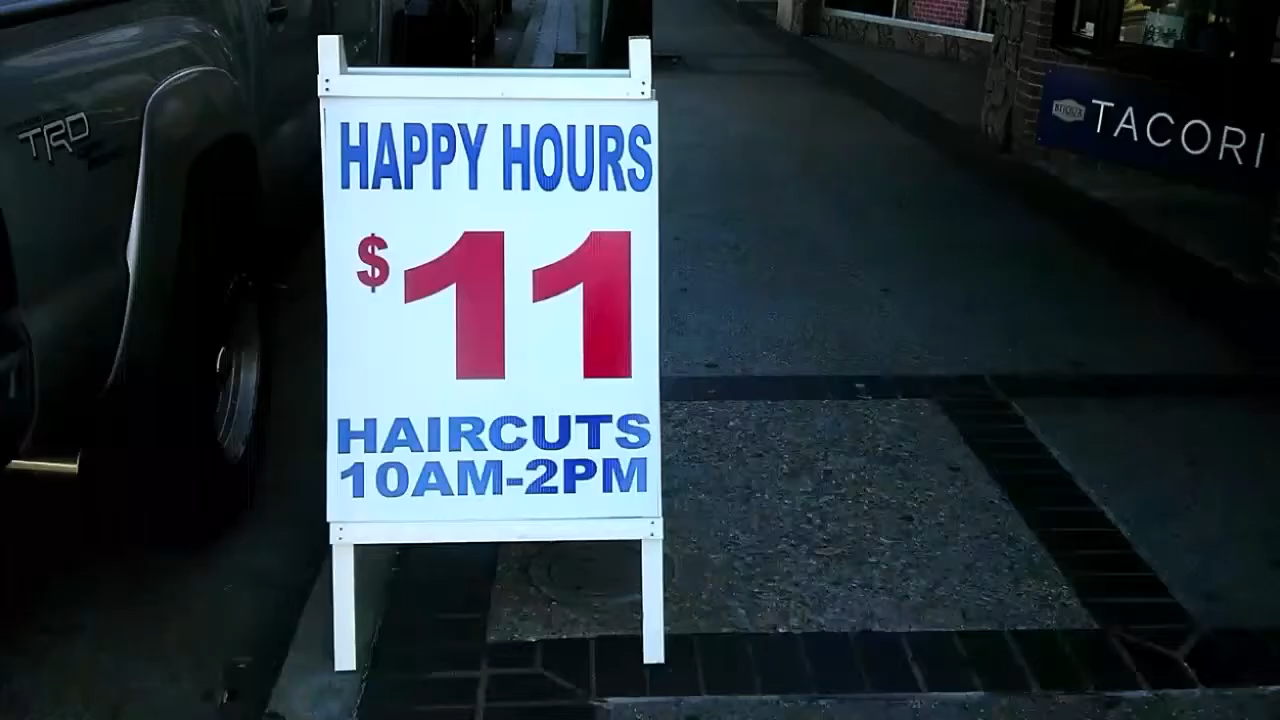 HAPPY HOURS
$11
HAIRCUTS
10AM-2PM
TRD
TACORI